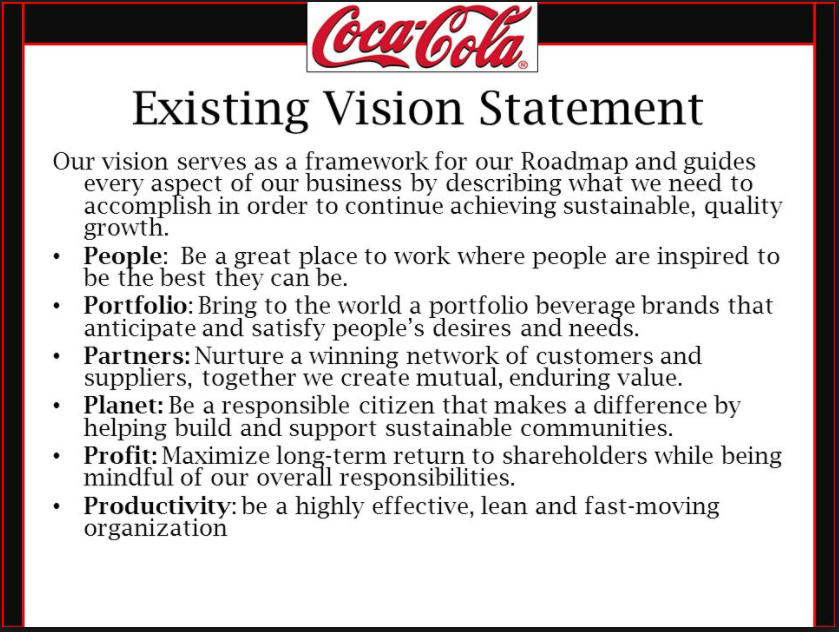 Coca-Cola®
Existing Vision Statement
Our vision serves as a framework for our Roadmap and guides
every aspect of our business by describing what we need to
accomplish in order to continue achieving sustainable, quality
growth.
• People: Be a great place to work where people are inspired to
be the best they can be.
• Portfolio: Bring to the world a portfolio beverage brands that
anticipate and satisfy people's desires and needs.
• Partners: Nurture a winning network of customers and
suppliers, together we create mutual, enduring value.
• Planet: Be a responsible citizen that makes a difference by
helping build and support sustainable communities.
• Profit: Maximize long-term return to shareholders while being
mindful of our overall responsibilities.
• Productivity: be a highly effective, lean and fast-moving
organization